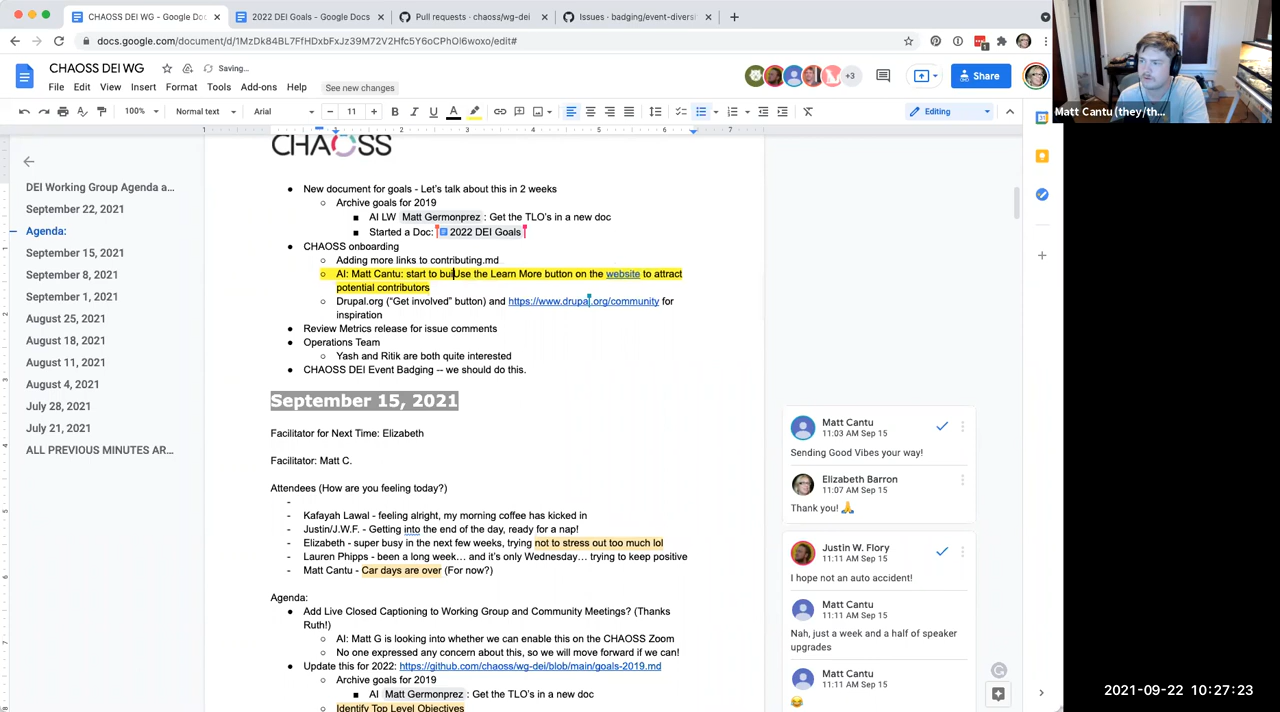 CHAOSS DEI WG - Google Doc
2022 DEI Goals - Google Docs
Pull requests · chaoss/wg-dei
Issues · badging/event-diversi
docs.google.com/document/d/1MzDk84BL7FfHDxbFxJz39M72V2Hfc5Y6oCPhOl6woxo/edit#
CHAOSS DEI WG
Saving...
File Edit View Insert Format Tools Add-ons Help
See new changes
+3
Share
100%
Normal text
Arial
11
B I U A
Editing
1 1 2 3 4 5 6 7
DEI Working Group Agenda a...
September 22, 2021
Agenda:
September 15, 2021
September 8, 2021
September 1, 2021
August 25, 2021
August 18, 2021
August 11, 2021
August 4, 2021
July 28, 2021
July 21, 2021
ALL PREVIOUS MINUTES AR...
CHAOSS
● New document for goals - Let's talk about this in 2 weeks
○ Archive goals for 2019
■ AI LW Matt Germonprez : Get the TLO's in a new doc
■ Started a Doc: 2022 DEI Goals
● CHAOSS onboarding
○ Adding more links to contributing.md
○ AI: Matt Cantu: start to buiUse the Learn More button on the website to attract
potential contributors
○ Drupal.org ("Get involved" button) and https://www.drupal.org/community for
inspiration
● Review Metrics release for issue comments
● Operations Team
○ Yash and Ritik are both quite interested
● CHAOSS DEI Event Badging -- we should do this.
September 15, 2021
Facilitator for Next Time: Elizabeth
Facilitator: Matt C.
Attendees (How are you feeling today?)
-
- Kafayah Lawal - feeling alright, my morning coffee has kicked in
- Justin/J.W.F. - Getting into the end of the day, ready for a nap!
- Elizabeth - super busy in the next few weeks, trying not to stress out too much lol
- Lauren Phipps - been a long week… and it's only Wednesday… trying to keep positive
- Matt Cantu - Car days are over (For now?)
Agenda:
● Add Live Closed Captioning to Working Group and Community Meetings? (Thanks
Ruth!)
○ AI: Matt G is looking into whether we can enable this on the CHAOSS Zoom
○ No one expressed any concern about this, so we will move forward if we can!
● Update this for 2022: https://github.com/chaoss/wg-dei/blob/main/goals-2019.md
○ Archive goals for 2019
■ AI Matt Germonprez : Get the TLO's in a new doc
○ Identify Top Level Objectives
Matt Cantu
11:03 AM Sep 15
Sending Good Vibes your way!
Elizabeth Barron
11:07 AM Sep 15
Thank you! 🙏
Justin W. Flory
11:11 AM Sep 15
I hope not an auto accident!
Matt Cantu
11:11 AM Sep 15
Nah, just a week and a half of speaker
upgrades
Matt Cantu
11:11 AM Sep 15
😂
Matt Cantu (they/th...
2021-09-22 10:27:23